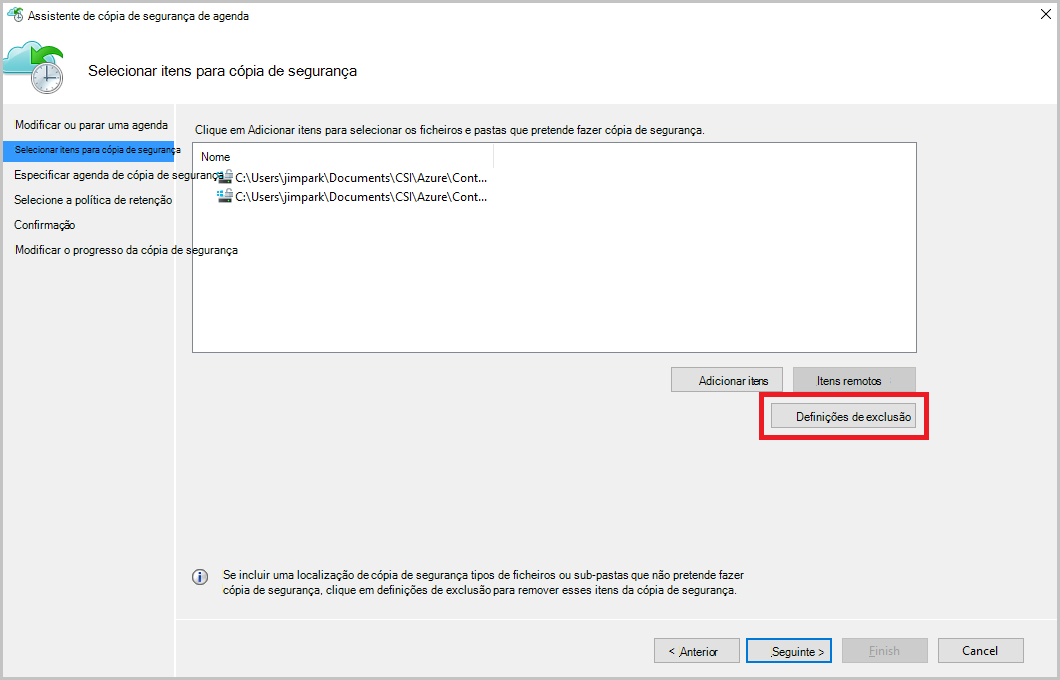 Assistente de cópia de segurança de agenda
Selecionar itens para cópia de segurança
Modificar ou parar uma agenda
Selecionar itens para cópia de segurança
Especificar agenda de cópia de segurança
Selecione a política de retenção
Confirmação
Modificar o progresso da cópia de segurança
Clique em Adicionar itens para selecionar os ficheiros e pastas que pretende fazer cópia de segurança.
Nome
C:\Users\jimpark\Documents\CSI\Azure\Cont...
C:\Users\jimpark\Documents\CSI\Azure\Cont...
Adicionar itens
Itens remotos
Definições de exclusão
Se incluir uma localização de cópia de segurança tipos de ficheiros ou sub-pastas que não pretende fazer
cópia de segurança, clique em definições de exclusão para remover esses itens da cópia de segurança.
< Anterior
Seguinte >
Finish
Cancel